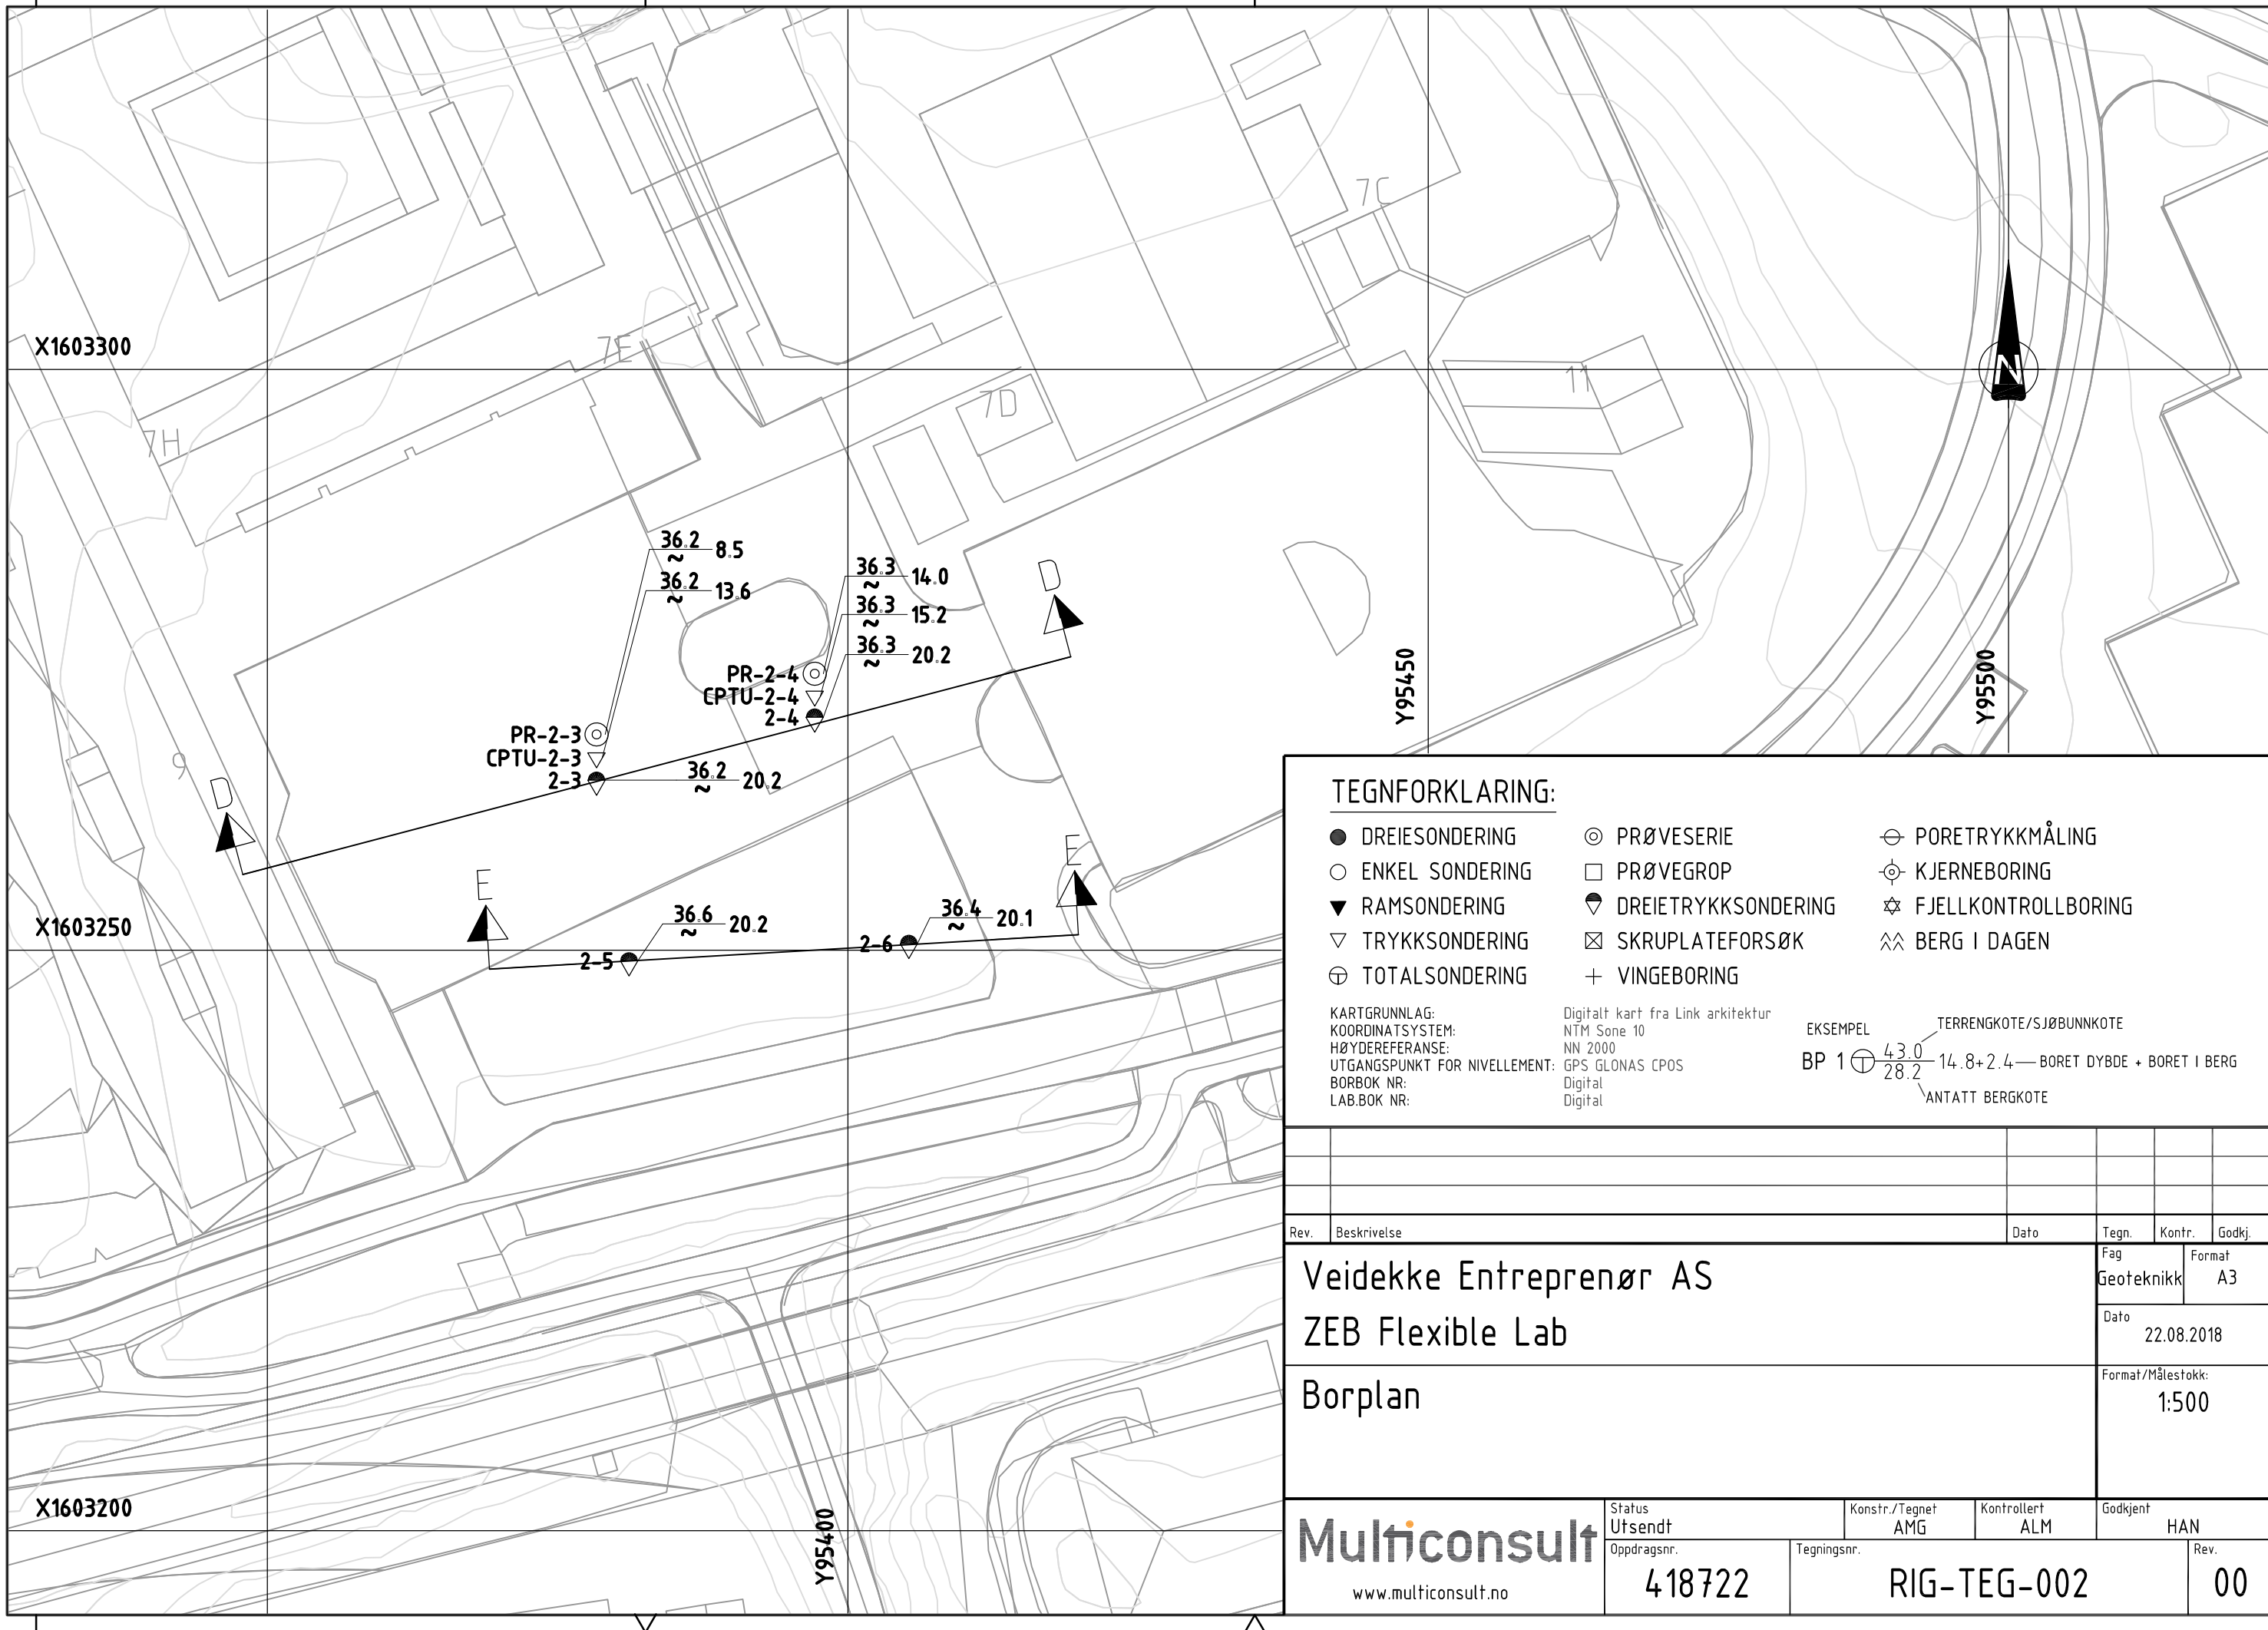 7C
X1603300
7E
11
N
7D
7H
36.2 8.5
~
36.3 14.0
~
36.2 13.6
~
36.3 15.2
~
36.3 20.2
~
D
PR-2-4
CPTU-2-4
2-4
PR-2-3
CPTU-2-3
2-3
36.2 20.2
~
9
D
Y95450
Y95500
E
E
X1603250
36.6 20.2
~
36.4 20.1
~
2-5
2-6
X1603200
Y95400
TEGNFORKLARING:
DREIESONDERING PRØVESERIE PORETRYKKMÅLING
ENKEL SONDERING PRØVEGROP KJERNEBORING
RAMSONDERING DREIETRYKKSONDERING FJELLKONTROLLBORING
TRYKKSONDERING SKRUPLATEFORSØK BERG I DAGEN
TOTALSONDERING VINGEBORING
KARTGRUNNLAG: Digitalt kart fra Link arkitektur
KOORDINATSYSTEM: NTM Sone 10
HØYDEREFERANSE: NN 2000
UTGANGSPUNKT FOR NIVELLEMENT: GPS GLONAS CPOS
BORBOK NR: Digital
LAB.BOK NR: Digital
EKSEMPEL
TERRENGKOTE/SJØBUNNKOTE
BP 1 43.0 14.8+2.4 BORET DYBDE + BORET I BERG
28.2
ANTATT BERGKOTE
Rev. Beskrivelse Dato Tegn. Kontr. Godkj.
Veidekke Entreprenør AS
ZEB Flexible Lab
Fag
Geoteknikk
Format
A3
Dato
22.08.2018
Borplan
Format/Målestokk:
1:500
Multiconsult
www.multiconsult.no
Status
Utsendt
Konstr./Tegnet
AMG
Kontrollert
ALM
Godkjent
HAN
Oppdragsnr.
418722
Tegningsnr.
RIG-TEG-002
Rev.
00